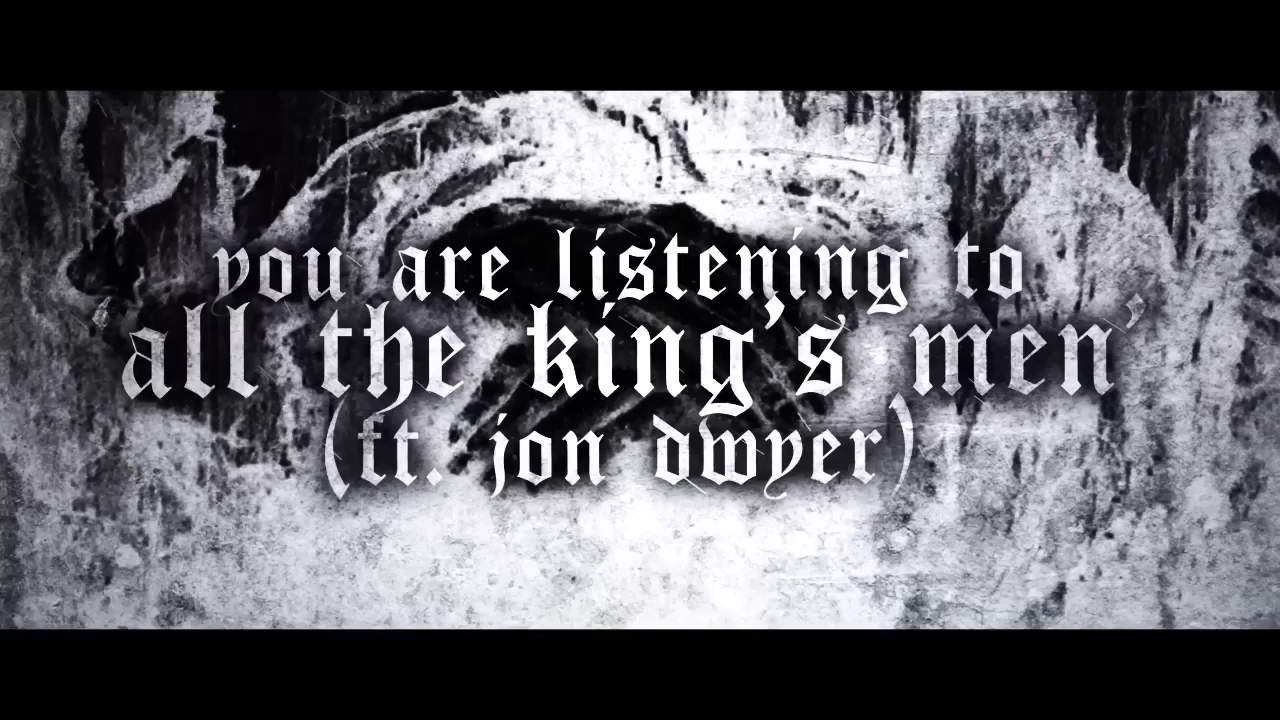 you are listening to
'all the king's men'
(ft. jon dwyer)